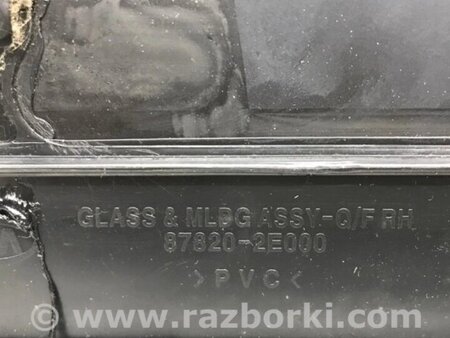 GLASS & MLDG ASSY-Q/F RH
87820-2E000
>PVC<
www.razborki.com